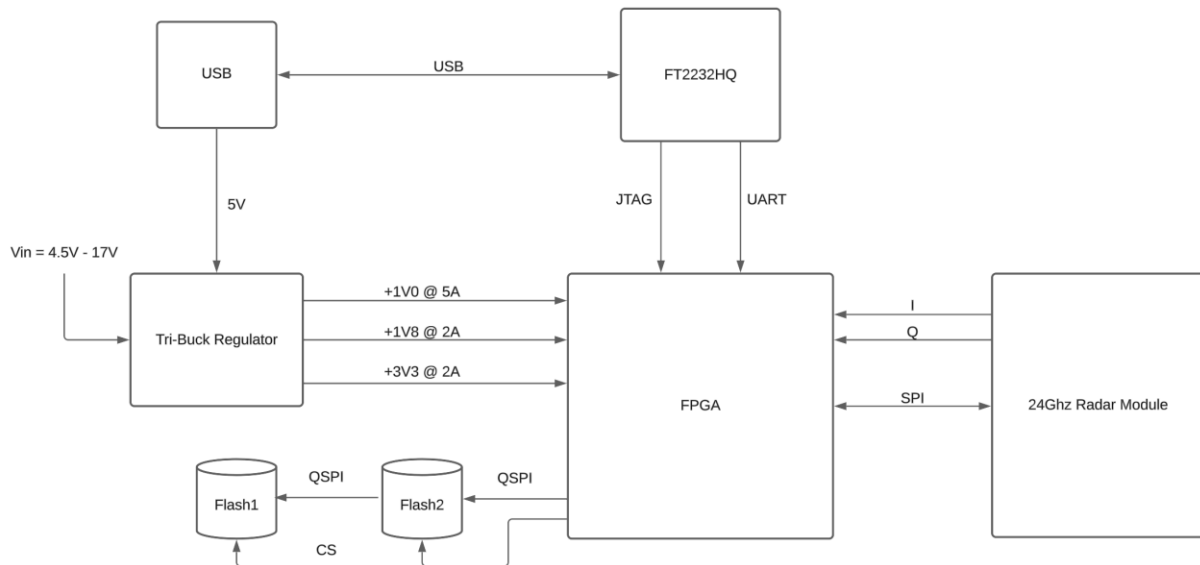 USB
USB
FT2232HQ
5V
JTAG
UART
Vin = 4.5V - 17V
Tri-Buck Regulator
+1V0 @ 5A
+1V8 @ 2A
+3V3 @ 2A
FPGA
I
Q
SPI
24Ghz Radar Module
Flash1
QSPI
Flash2
QSPI
CS